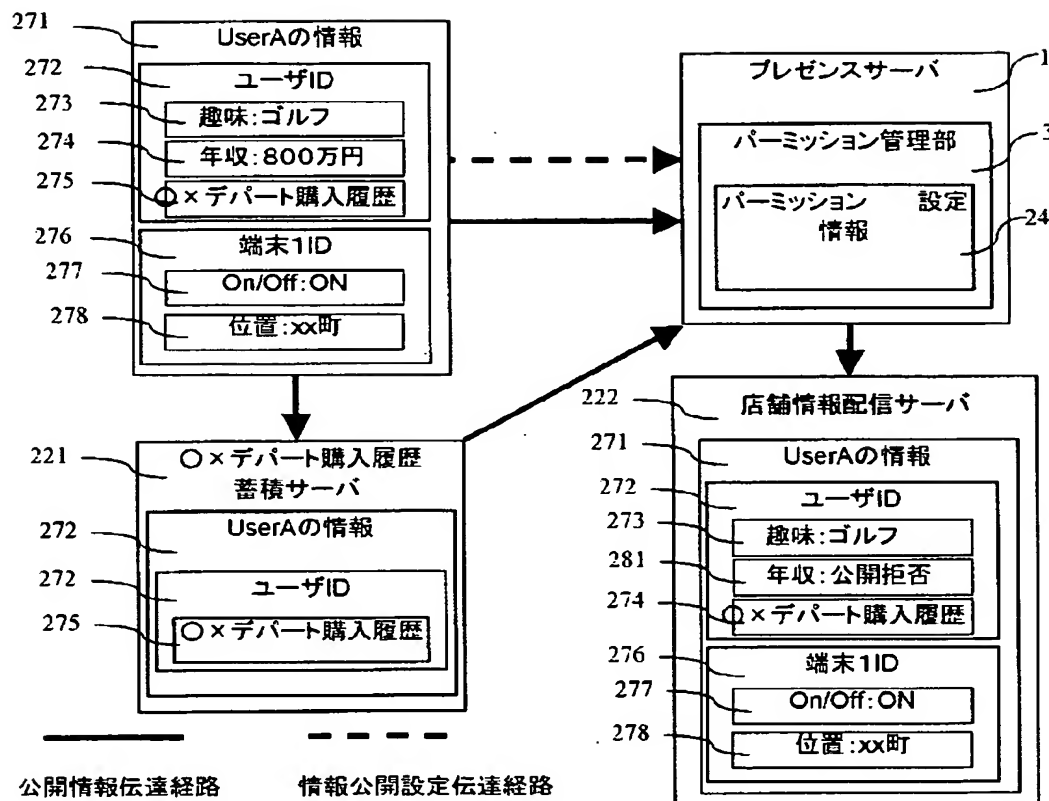 271
UserAの情報
272
ユーザID
273
趣味:ゴルフ
274
年収:800万円
275
○×デパート購入履歴
276
端末1ID
277
On/Off:ON
278
位置:xx町
プレゼンスサーバ
1
パーミッション管理部
3
パーミッション 設定
情報
24
221
○×デパート購入履歴
蓄積サーバ
272
UserAの情報
272
ユーザID
275
○×デパート購入履歴
222
店舗情報配信サーバ
271
UserAの情報
272
ユーザID
273
趣味:ゴルフ
281
年収:公開拒否
274
○×デパート購入履歴
276
端末1ID
277
On/Off:ON
278
位置:xx町
公開情報伝達経路
情報公開設定伝達経路